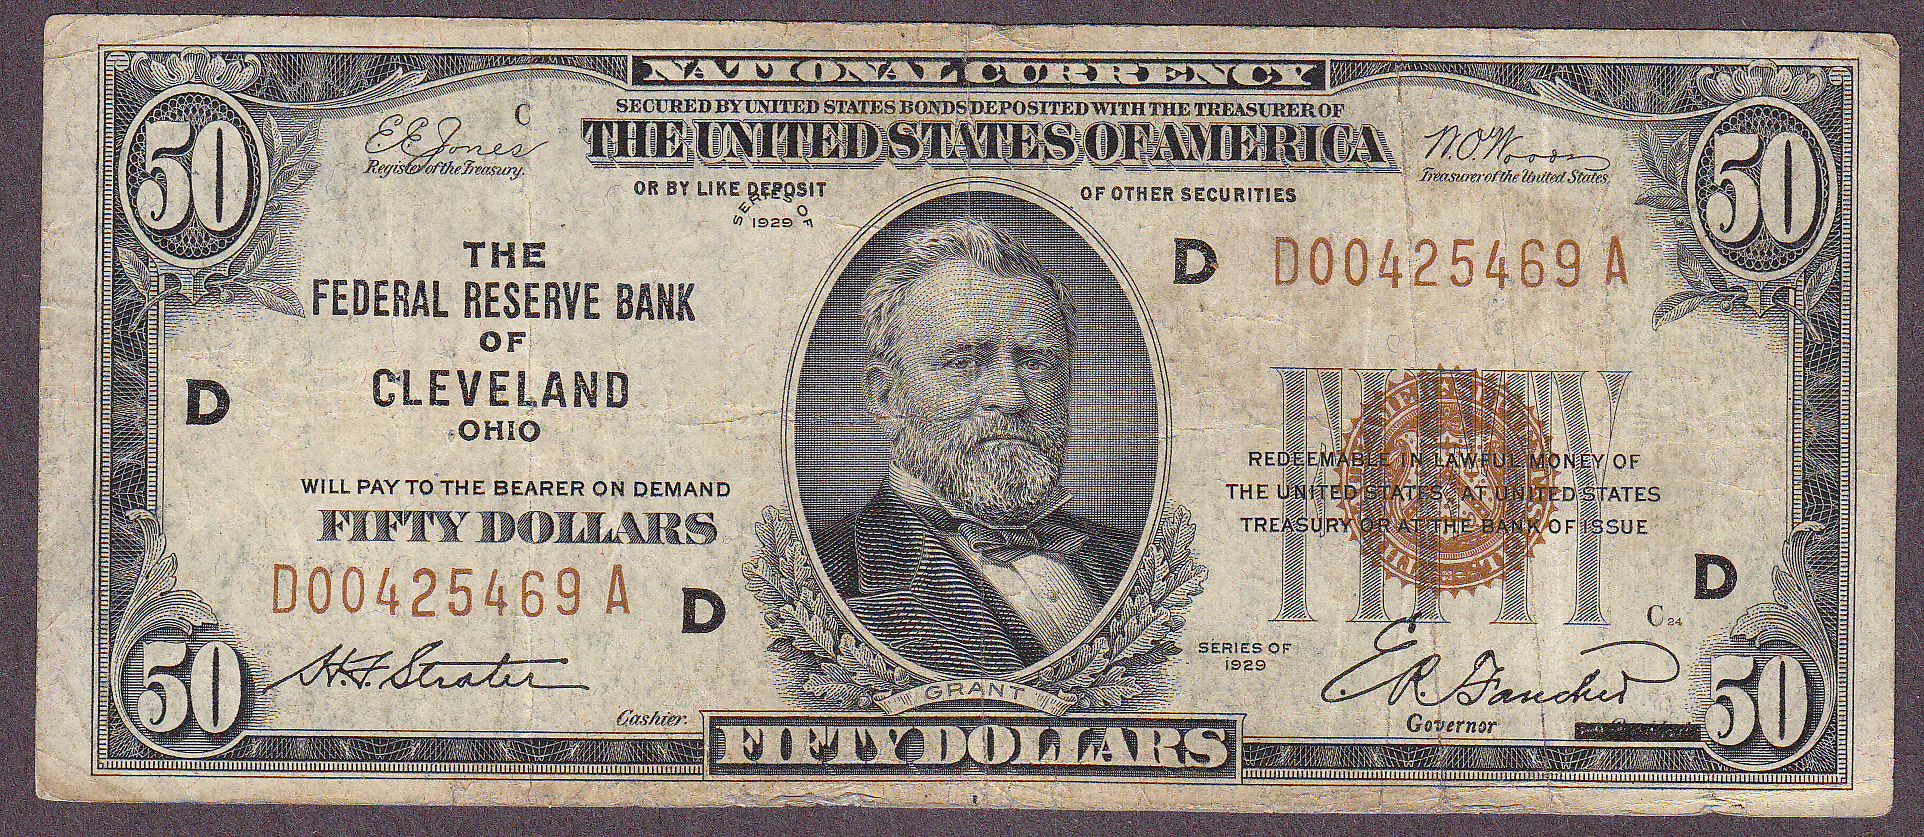 NATIONAL CURRENCY
SECURED BY UNITED STATES BONDS DEPOSITED WITH THE TREASURER OF
THE UNITED STATES OF AMERICA
OR BY LIKE DEPOSIT OF OTHER SECURITIES
50
50
C
E.E. Jones
Register of the Treasury.
W.O. Woods
Treasurer of the United States.
SERIES OF
1929
THE
FEDERAL RESERVE BANK
OF
CLEVELAND
OHIO
D
D
D00425469A
WILL PAY TO THE BEARER ON DEMAND
FIFTY DOLLARS
D00425469A
D
FIFTY
REDEEMABLE IN LAWFUL MONEY OF
THE UNITED STATES, AT UNITED STATES
TREASURY OR AT THE BANK OF ISSUE
D
C24
SERIES OF
1929
H.F. Strater
Cashier.
GRANT
E.R. Fancher
Governor
50
FIFTY DOLLARS
50